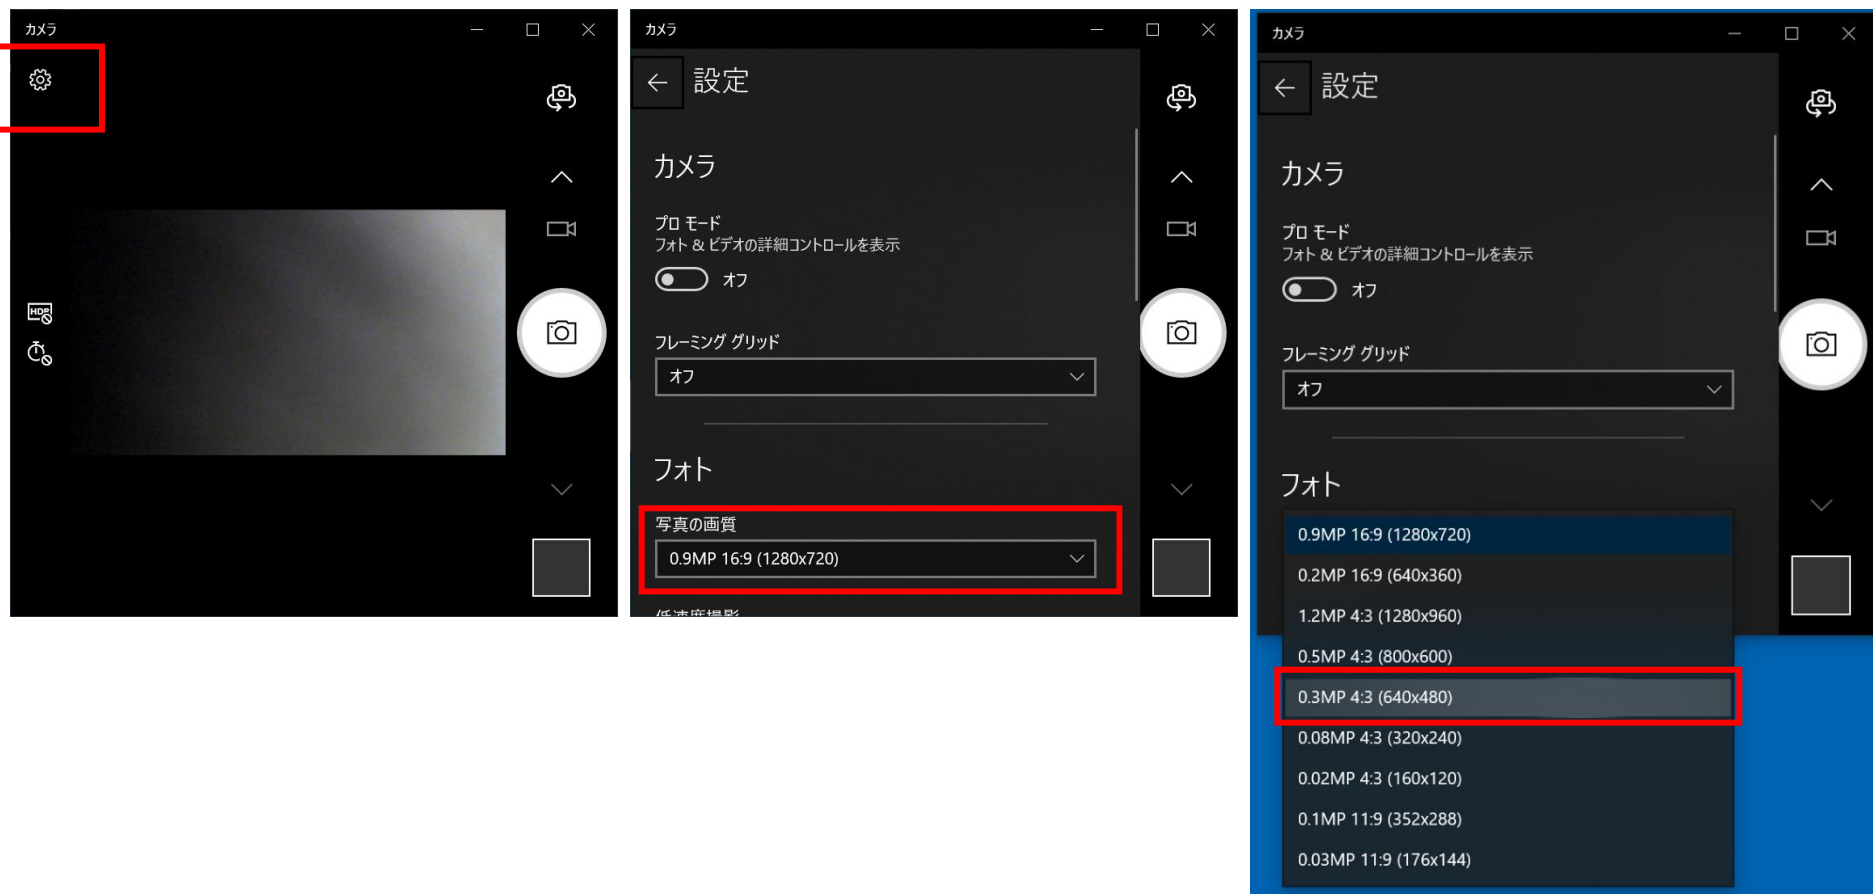 カメラ
HDR
カメラ
設定
カメラ
プロ モード
フォト & ビデオの詳細コントロールを表示
オフ
フレーミング グリッド
オフ
フォト
写真の画質
0.9MP 16:9 (1280x720)
低速度撮影
カメラ
設定
カメラ
プロ モード
フォト & ビデオの詳細コントロールを表示
オフ
フレーミング グリッド
オフ
フォト
0.9MP 16:9 (1280x720)
0.2MP 16:9 (640x360)
1.2MP 4:3 (1280x960)
0.5MP 4:3 (800x600)
0.3MP 4:3 (640x480)
0.08MP 4:3 (320x240)
0.02MP 4:3 (160x120)
0.1MP 11:9 (352x288)
0.03MP 11:9 (176x144)